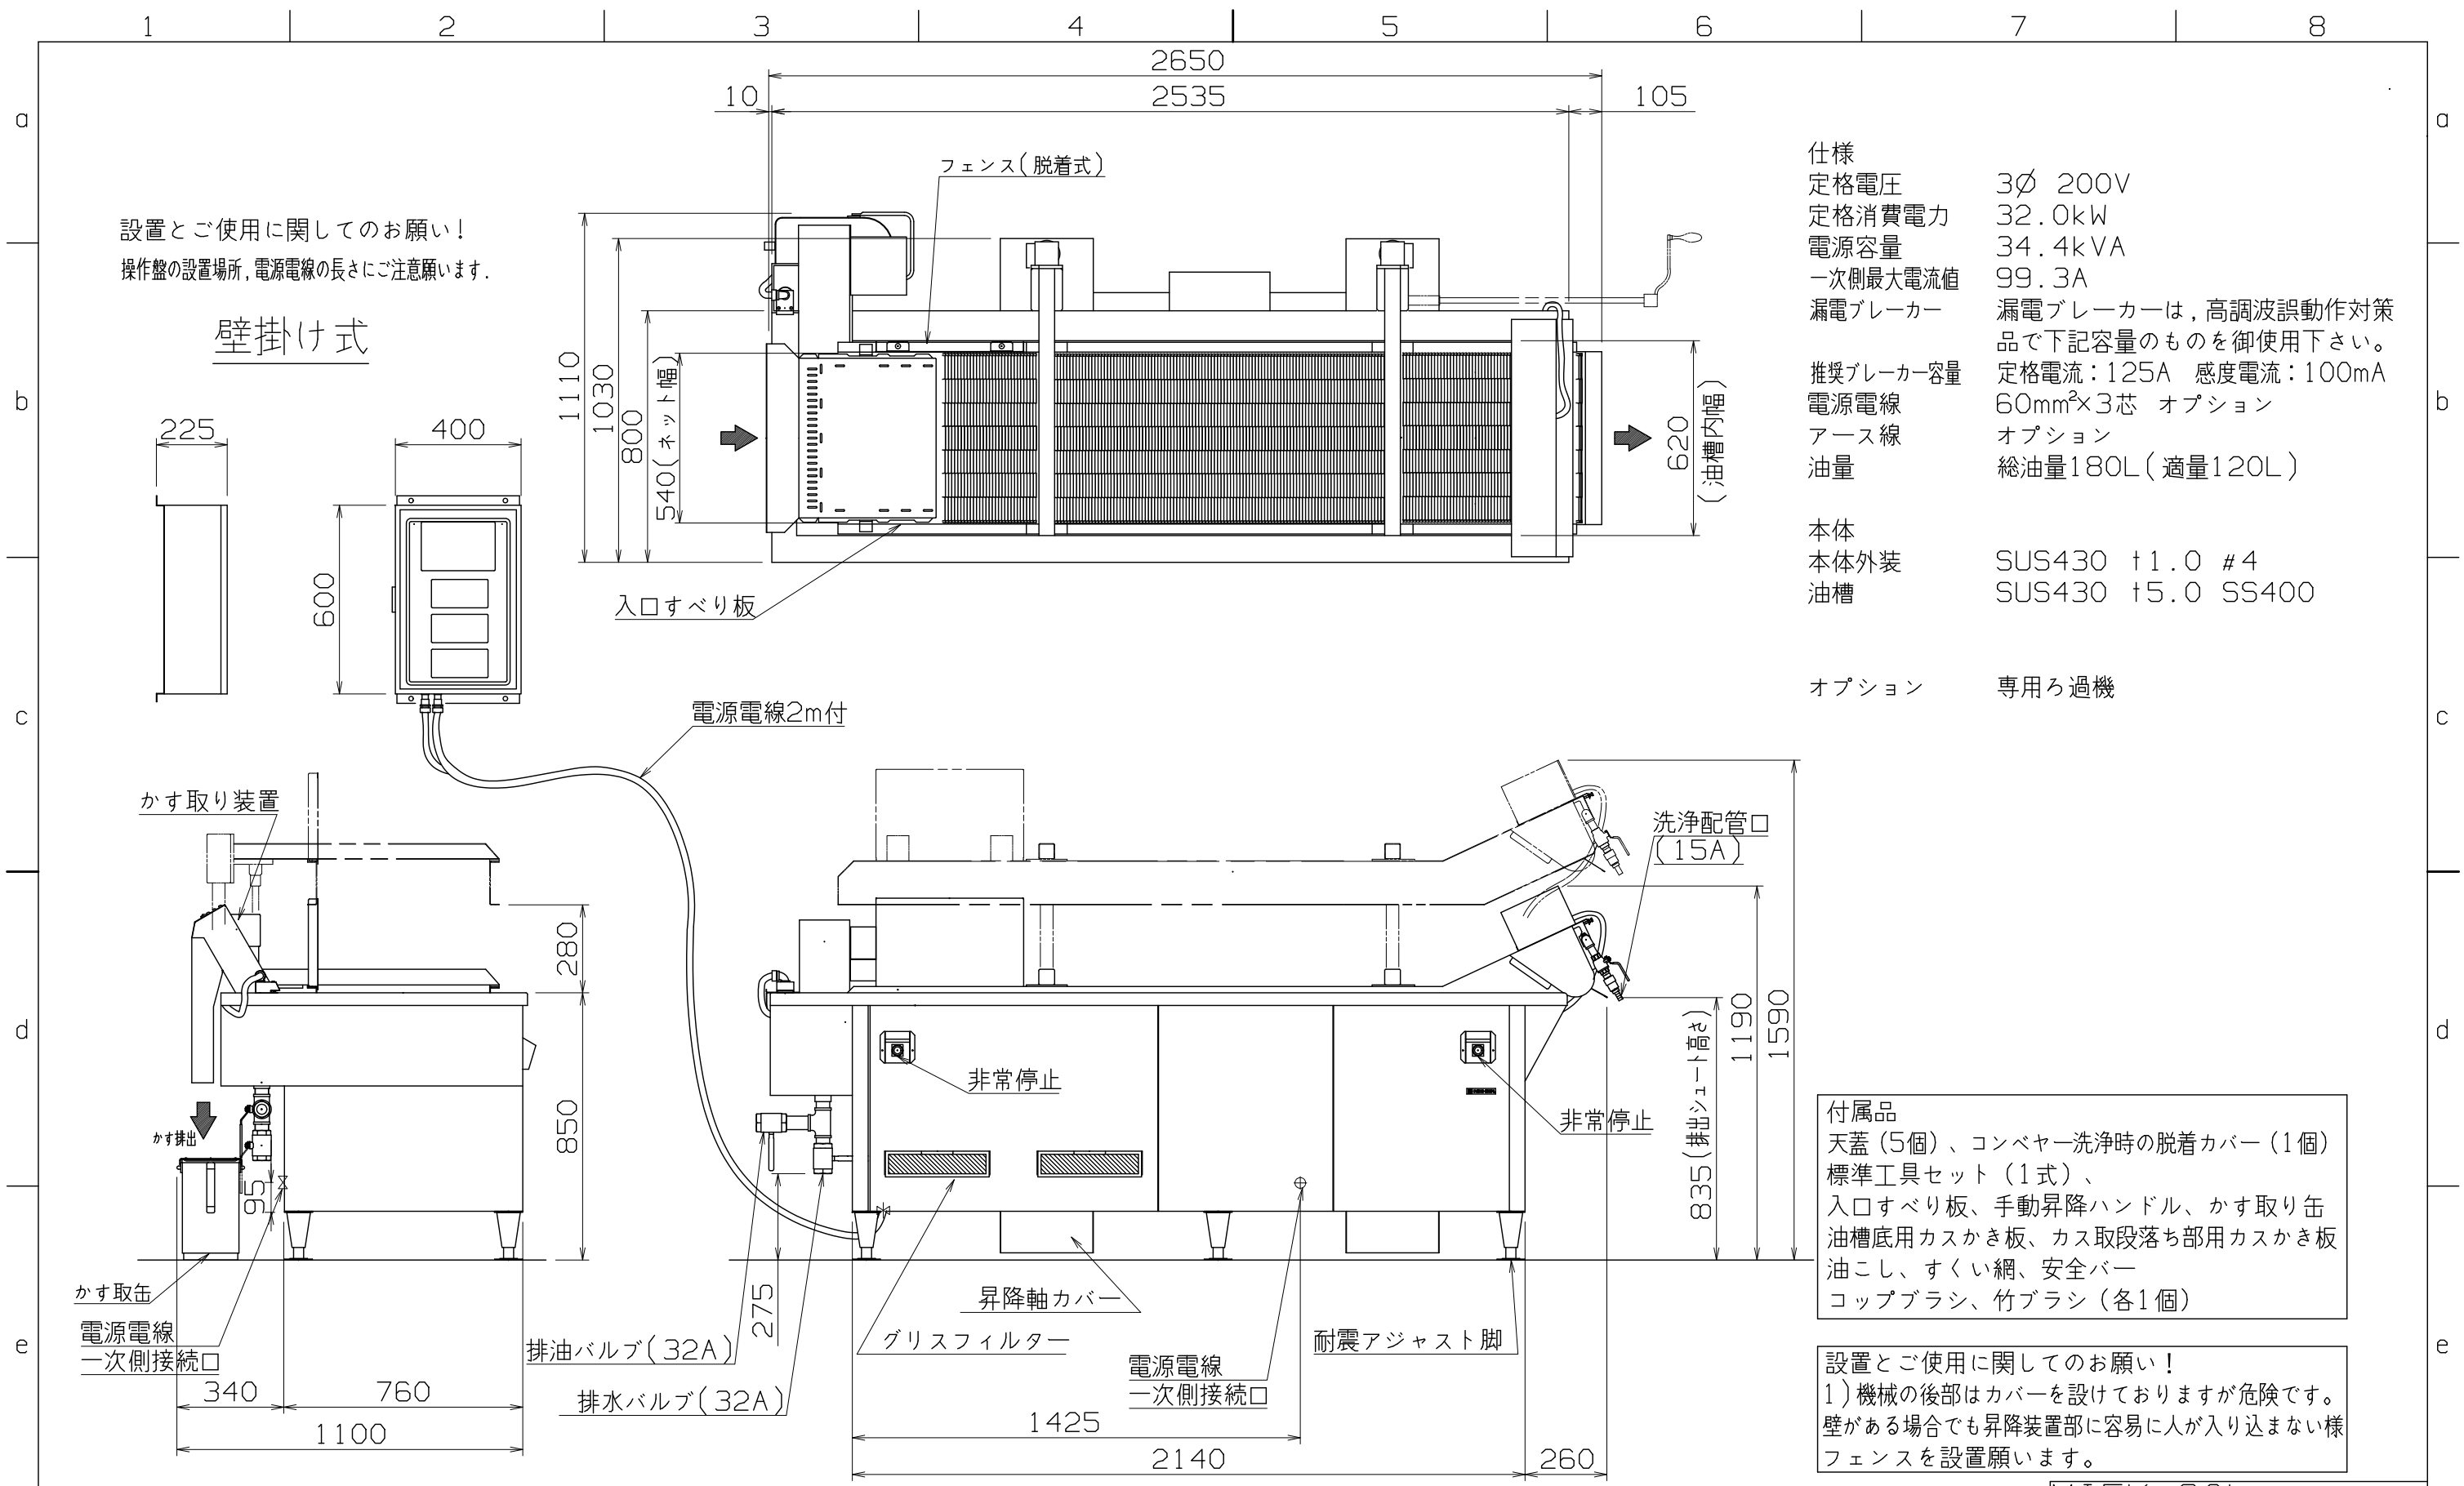 1 2 3 4 5 6 7 8
a a
b b
c c
d d
e e
設置とご使用に関してのお願い！
操作盤の設置場所，電源電線の長さにご注意願います．
壁掛け式
225
400
600
2650
10
2535
105
フェンス(脱着式)
1110
1030
800
540(ネット幅)
620
(油槽内幅)
入口すべり板
電源電線2m付
仕様
定格電圧 3∅ 200V
定格消費電力 32.0kW
電源容量 34.4kVA
一次側最大電流値 99.3A
漏電ブレーカー 漏電ブレーカーは，高調波誤動作対策
品で下記容量のものを御使用下さい。
推奨ブレーカー容量 定格電流：125A 感度電流：100mA
電源電線 60mm²×3芯 オプション
アース線 オプション
油量 総油量180L(適量120L)
本体
本体外装 SUS430 t1.0 #4
油槽 SUS430 t5.0 SS400
オプション 専用ろ過機
かす取り装置
280
850
かす排出
95
かす取缶
電源電線
一次側接続口
340
760
1100
洗浄配管口
(15A)
非常停止
非常停止
835(排出シュート高さ)
1190
1590
275
排油バルブ(32A)
排水バルブ(32A)
昇降軸カバー
グリスフィルター
電源電線
一次側接続口
耐震アジャスト脚
1425
2140
260
付属品
天蓋（5個）、コンベヤー洗浄時の脱着カバー（1個）
標準工具セット（1式）、
入口すべり板、手動昇降ハンドル、かす取り缶
油槽底用カスかき板、カス取段落ち部用カスかき板
油こし、すくい網、安全バー
コップブラシ、竹ブラシ（各1個）
設置とご使用に関してのお願い！
1)機械の後部はカバーを設けておりますが危険です。
壁がある場合でも昇降装置部に容易に人が入り込まない様
フェンスを設置願います。